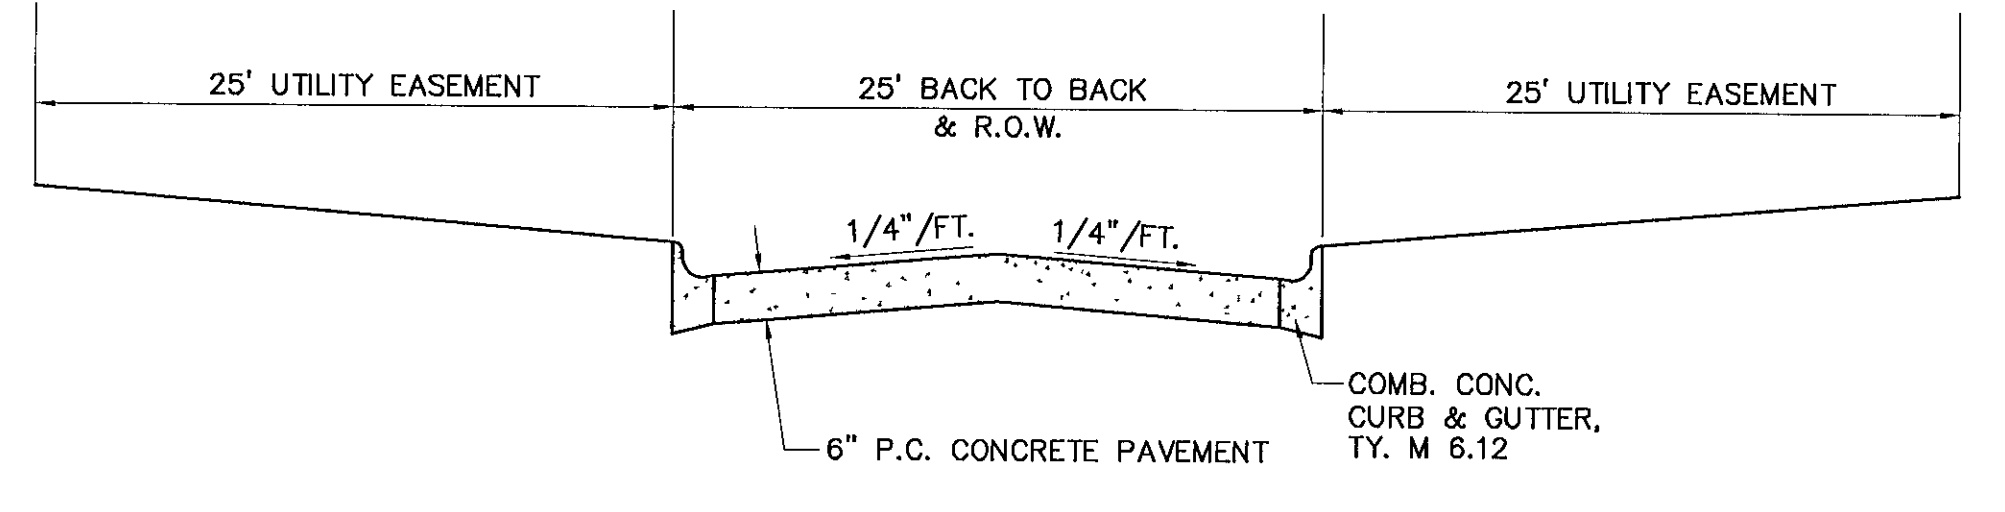 25' UTILITY EASEMENT
25' BACK TO BACK
& R.O.W.
25' UTILITY EASEMENT
1/4"/FT.
1/4"/FT.
COMB. CONC.
CURB & GUTTER,
TY. M 6.12
6" P.C. CONCRETE PAVEMENT